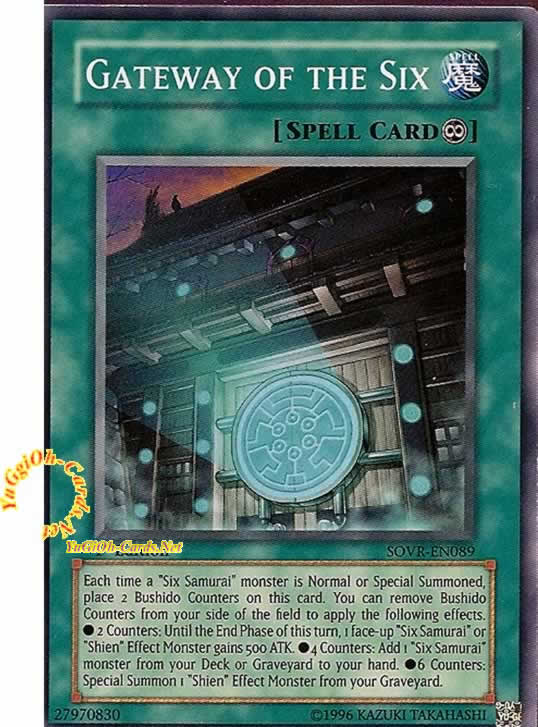 GATEWAY OF THE SIX
SPELL
魔
[SPELL CARD]
YuGgiOh-Cards.Net
YuGiOh-Cards.Net
SOVR-EN089
Each time a "Six Samurai" monster is Normal or Special Summoned,
place 2 Bushido Counters on this card. You can remove Bushido
Counters from your side of the field to apply the following effects.
●2 Counters: Until the End Phase of this turn, 1 face-up "Six Samurai" or
"Shien" Effect Monster gains 500 ATK. ●4 Counters: Add 1 "Six Samurai"
monster from your Deck or Graveyard to your hand. ●6 Counters:
Special Summon 1 "Shien" Effect Monster from your Graveyard.
27970830
©1996 KAZUKI TAKAHASHI